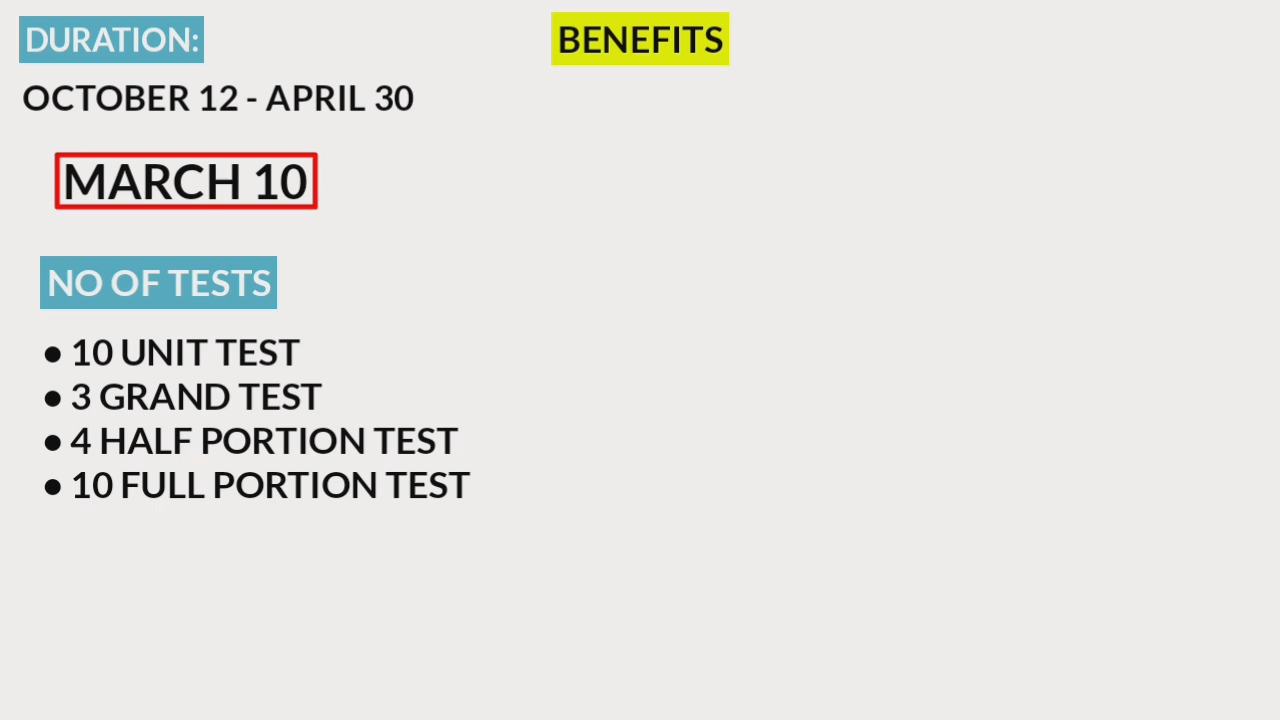 DURATION:
BENEFITS
OCTOBER 12 - APRIL 30
MARCH 10
NO OF TESTS
• 10 UNIT TEST
• 3 GRAND TEST
• 4 HALF PORTION TEST
• 10 FULL PORTION TEST